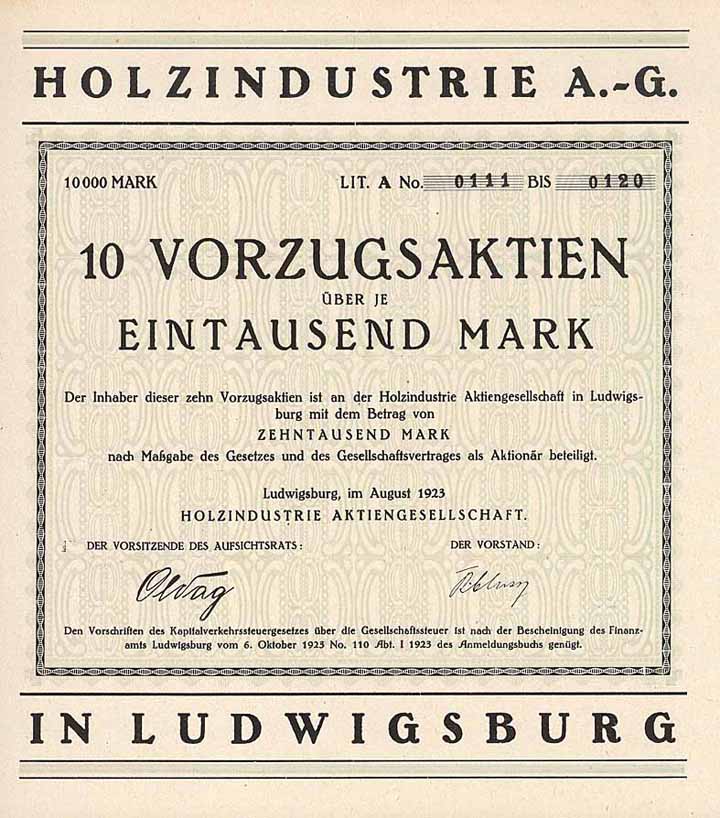 HOLZINDUSTRIE A.-G.
10000 MARK LIT. A No. 0111 BIS 0120
10 VORZUGSAKTIEN
ÜBER JE
EINTAUSEND MARK
Der Inhaber dieser zehn Vorzugsaktien ist an der Holzindustrie Aktiengesellschaft in Ludwigs-
burg mit dem Betrag von
ZEHNTAUSEND MARK
nach Maßgabe des Gesetzes und des Gesellschaftsvertrages als Aktionär beteiligt.
Ludwigsburg, im August 1923
HOLZINDUSTRIE AKTIENGESELLSCHAFT.
DER VORSITZENDE DES AUFSICHTSRATS: DER VORSTAND:
Den Vorschriften des Kapitalverkehrssteuergesetzes über die Gesellschaftssteuer ist nach der Bescheinigung des Finanz-
amts Ludwigsburg vom 6. Oktober 1923 No. 110 Abt. I 1923 des Anmeldungsbuchs genügt.
IN LUDWIGSBURG